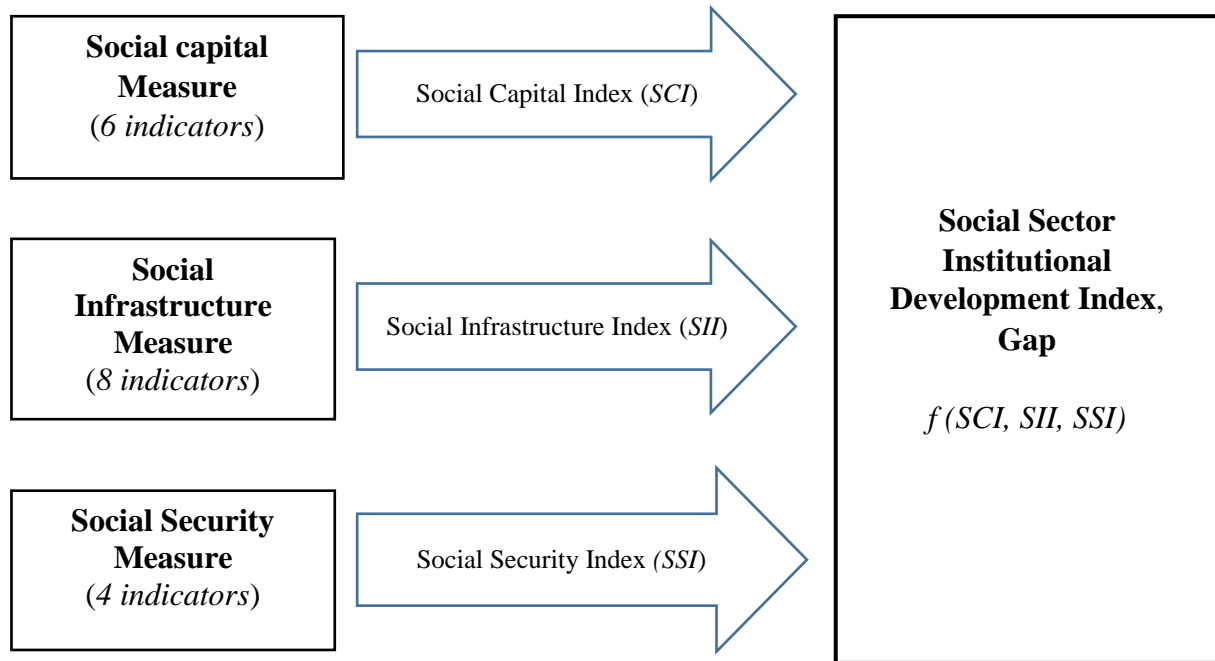 Social capital
Measure
(6 indicators)
Social Capital Index (SCI)
Social
Infrastructure
Measure
(8 indicators)
Social Infrastructure Index (SII)
Social Security
Measure
(4 indicators)
Social Security Index (SSI)
Social Sector
Institutional
Development Index,
Gap
f (SCI, SII, SSI)